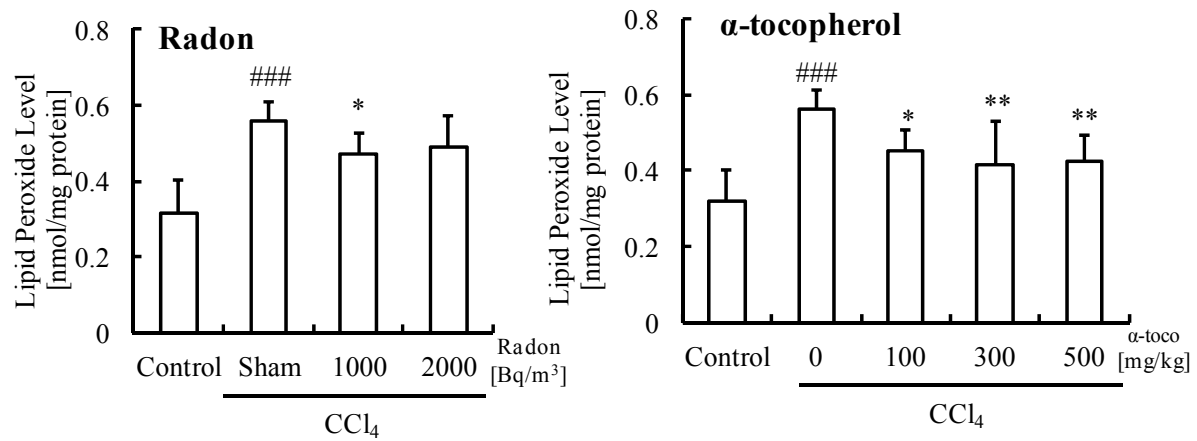 Radon
Lipid Peroxide Level
[nmol/mg protein]
0.8
0.6
0.4
0.2
0
###
*
Control Sham 1000 2000 Radon
[Bq/m³]
CCl₄
α-tocopherol
Lipid Peroxide Level
[nmol/mg protein]
0.8
0.6
0.4
0.2
0
###
*
**
**
Control 0 100 300 500 α-toco
[mg/kg]
CCl₄